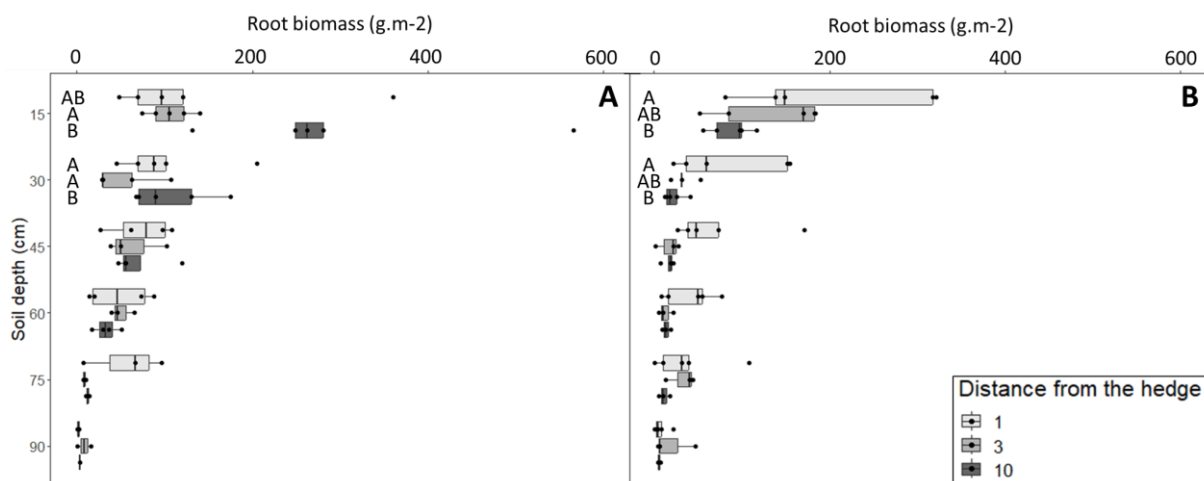 Root biomass (g.m-2)
Root biomass (g.m-2)
0 200 400 600
0 200 400 600
Soil depth (cm)
A
B
15
30
45
60
75
90
AB
A
B
A
A
B
A
AB
B
A
AB
B
Distance from the hedge
1
3
10